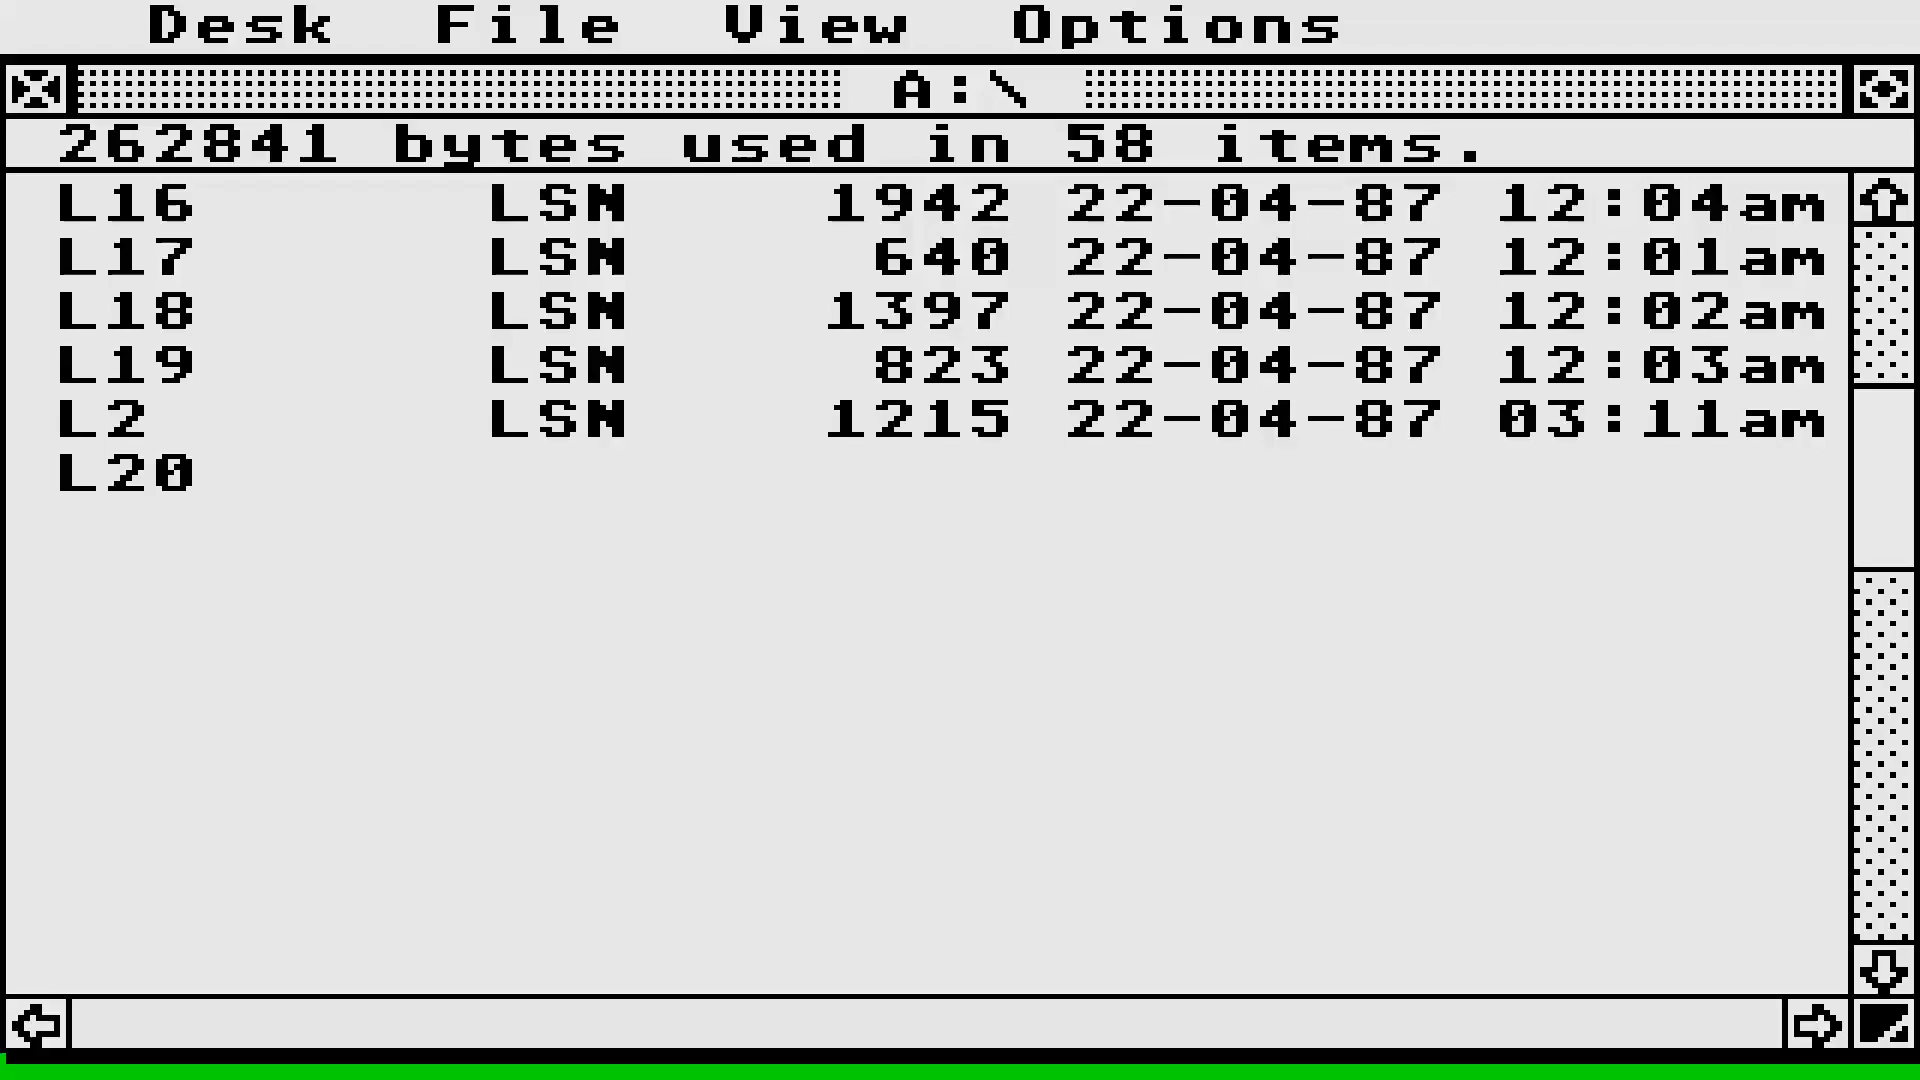 Desk File View Options
A:\
262841 bytes used in 58 items.
L16 LSN 1942 22-04-87 12:04am
L17 LSN 640 22-04-87 12:01am
L18 LSN 1397 22-04-87 12:02am
L19 LSN 823 22-04-87 12:03am
L2 LSN 1215 22-04-87 03:11am
L20